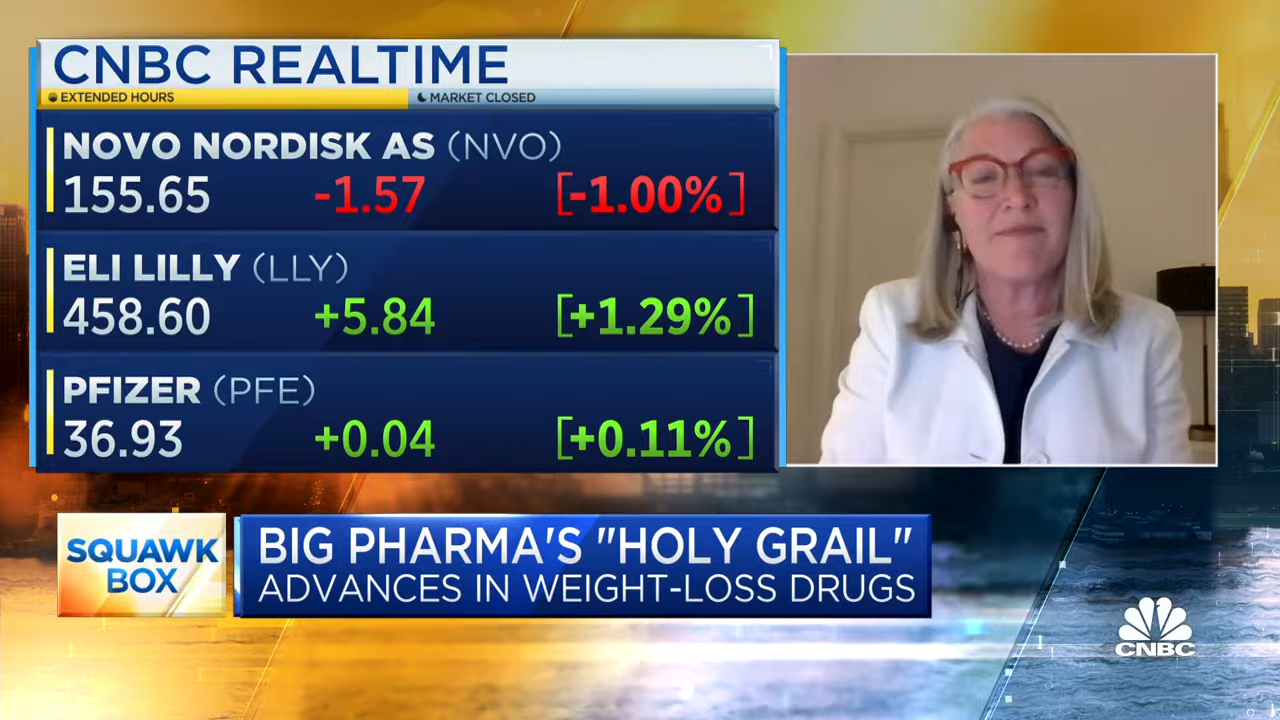 CNBC REALTIME
EXTENDED HOURS
MARKET CLOSED
NOVO NORDISK AS (NVO)
155.65 -1.57 [-1.00%]
ELI LILLY (LLY)
458.60 +5.84 [+1.29%]
PFIZER (PFE)
36.93 +0.04 [+0.11%]
SQUAWK
BOX
BIG PHARMA'S "HOLY GRAIL"
ADVANCES IN WEIGHT-LOSS DRUGS
CNBC